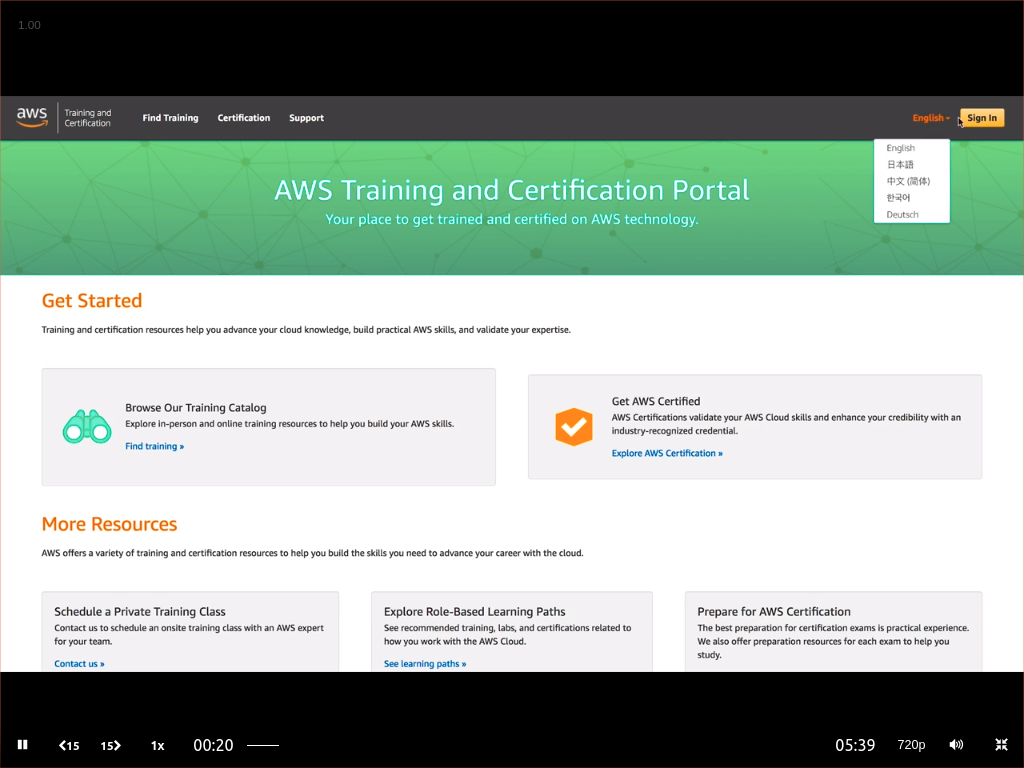 1.00
aws
Training and
Certification
Find Training
Certification
Support
English
Sign In
English
日本語
中文 (简体)
한국어
Deutsch
AWS Training and Certification Portal
Your place to get trained and certified on AWS technology.
Get Started
Training and certification resources help you advance your cloud knowledge, build practical AWS skills, and validate your expertise.
Browse Our Training Catalog
Explore in-person and online training resources to help you build your AWS skills.
Find training »
Get AWS Certified
AWS Certifications validate your AWS Cloud skills and enhance your credibility with an
industry-recognized credential.
Explore AWS Certification »
More Resources
AWS offers a variety of training and certification resources to help you build the skills you need to advance your career with the cloud.
Schedule a Private Training Class
Contact us to schedule an onsite training class with an AWS expert
for your team.
Contact us »
Explore Role-Based Learning Paths
See recommended training, labs, and certifications related to
how you work with the AWS Cloud.
See learning paths »
Prepare for AWS Certification
The best preparation for certification exams is practical experience.
We also offer preparation resources for each exam to help you
study.
15
15
1x
00:20
05:39
720p